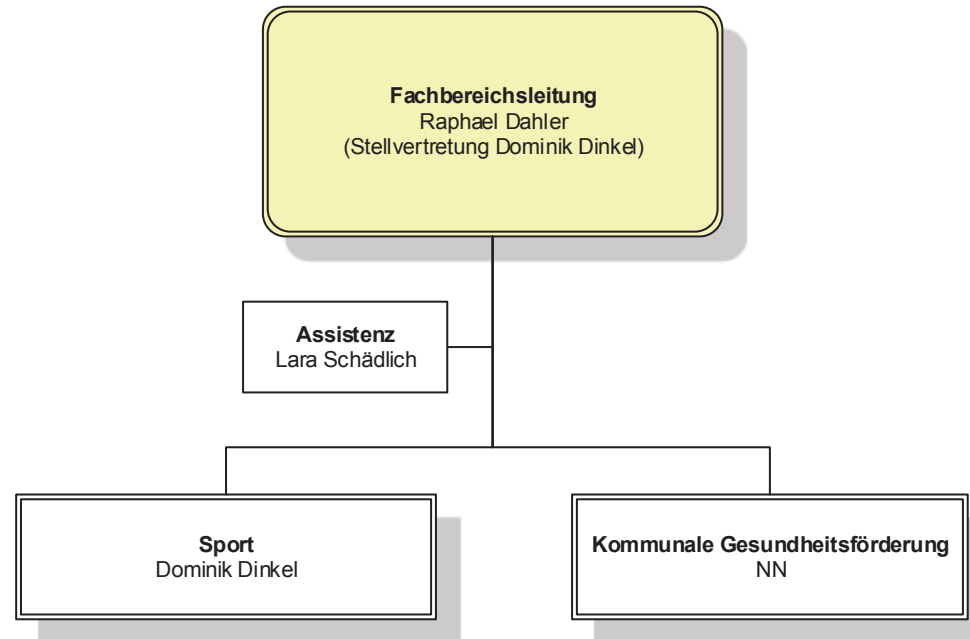 Fachbereichsleitung
Raphael Dahler
(Stellvertretung Dominik Dinkel)
Assistenz
Lara Schädlich
Sport
Dominik Dinkel
Kommunale Gesundheitsförderung
NN